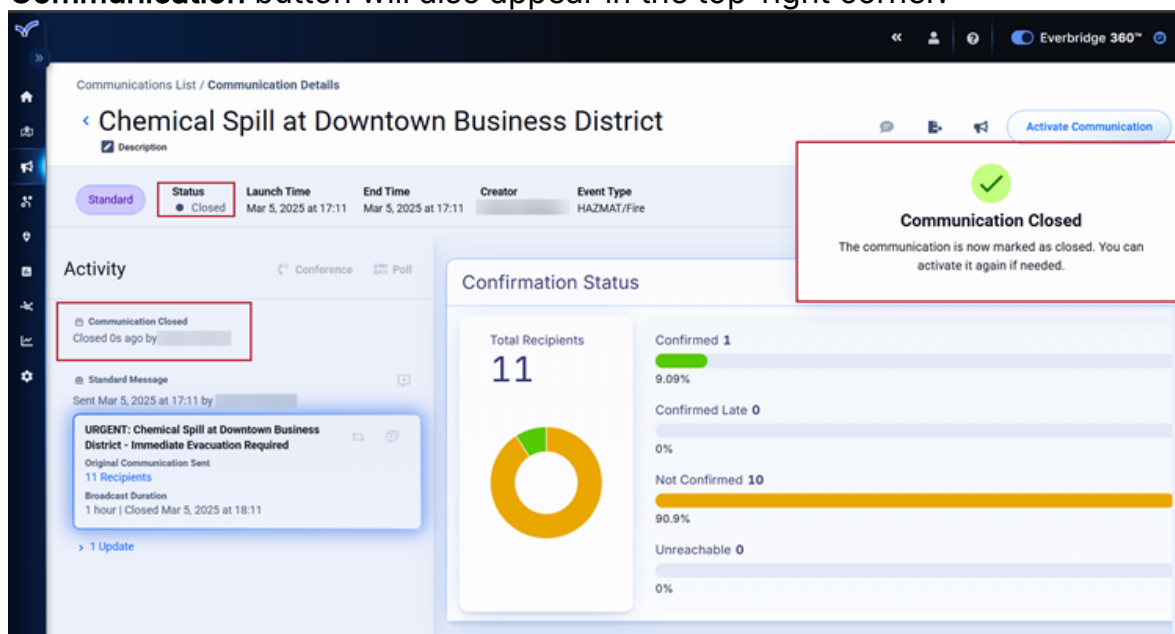 Communication button will also appear in the top-right corner.
Everbridge 360™
Communications List / Communication Details
Chemical Spill at Downtown Business District
Description
Activate Communication
Standard
Status
Closed
Launch Time
Mar 5, 2025 at 17:11
End Time
Mar 5, 2025 at 17:11
Creator
Event Type
HAZMAT/Fire
Communication Closed
The communication is now marked as closed. You can
activate it again if needed.
Activity
Conference
Poll
Communication Closed
Closed 0s ago by
Standard Message
Sent Mar 5, 2025 at 17:11 by
URGENT: Chemical Spill at Downtown Business
District - Immediate Evacuation Required
Original Communication Sent
11 Recipients
Broadcast Duration
1 hour | Closed Mar 5, 2025 at 18:11
> 1 Update
Confirmation Status
Total Recipients
11
Confirmed 1
9.09%
Confirmed Late 0
0%
Not Confirmed 10
90.9%
Unreachable 0
0%